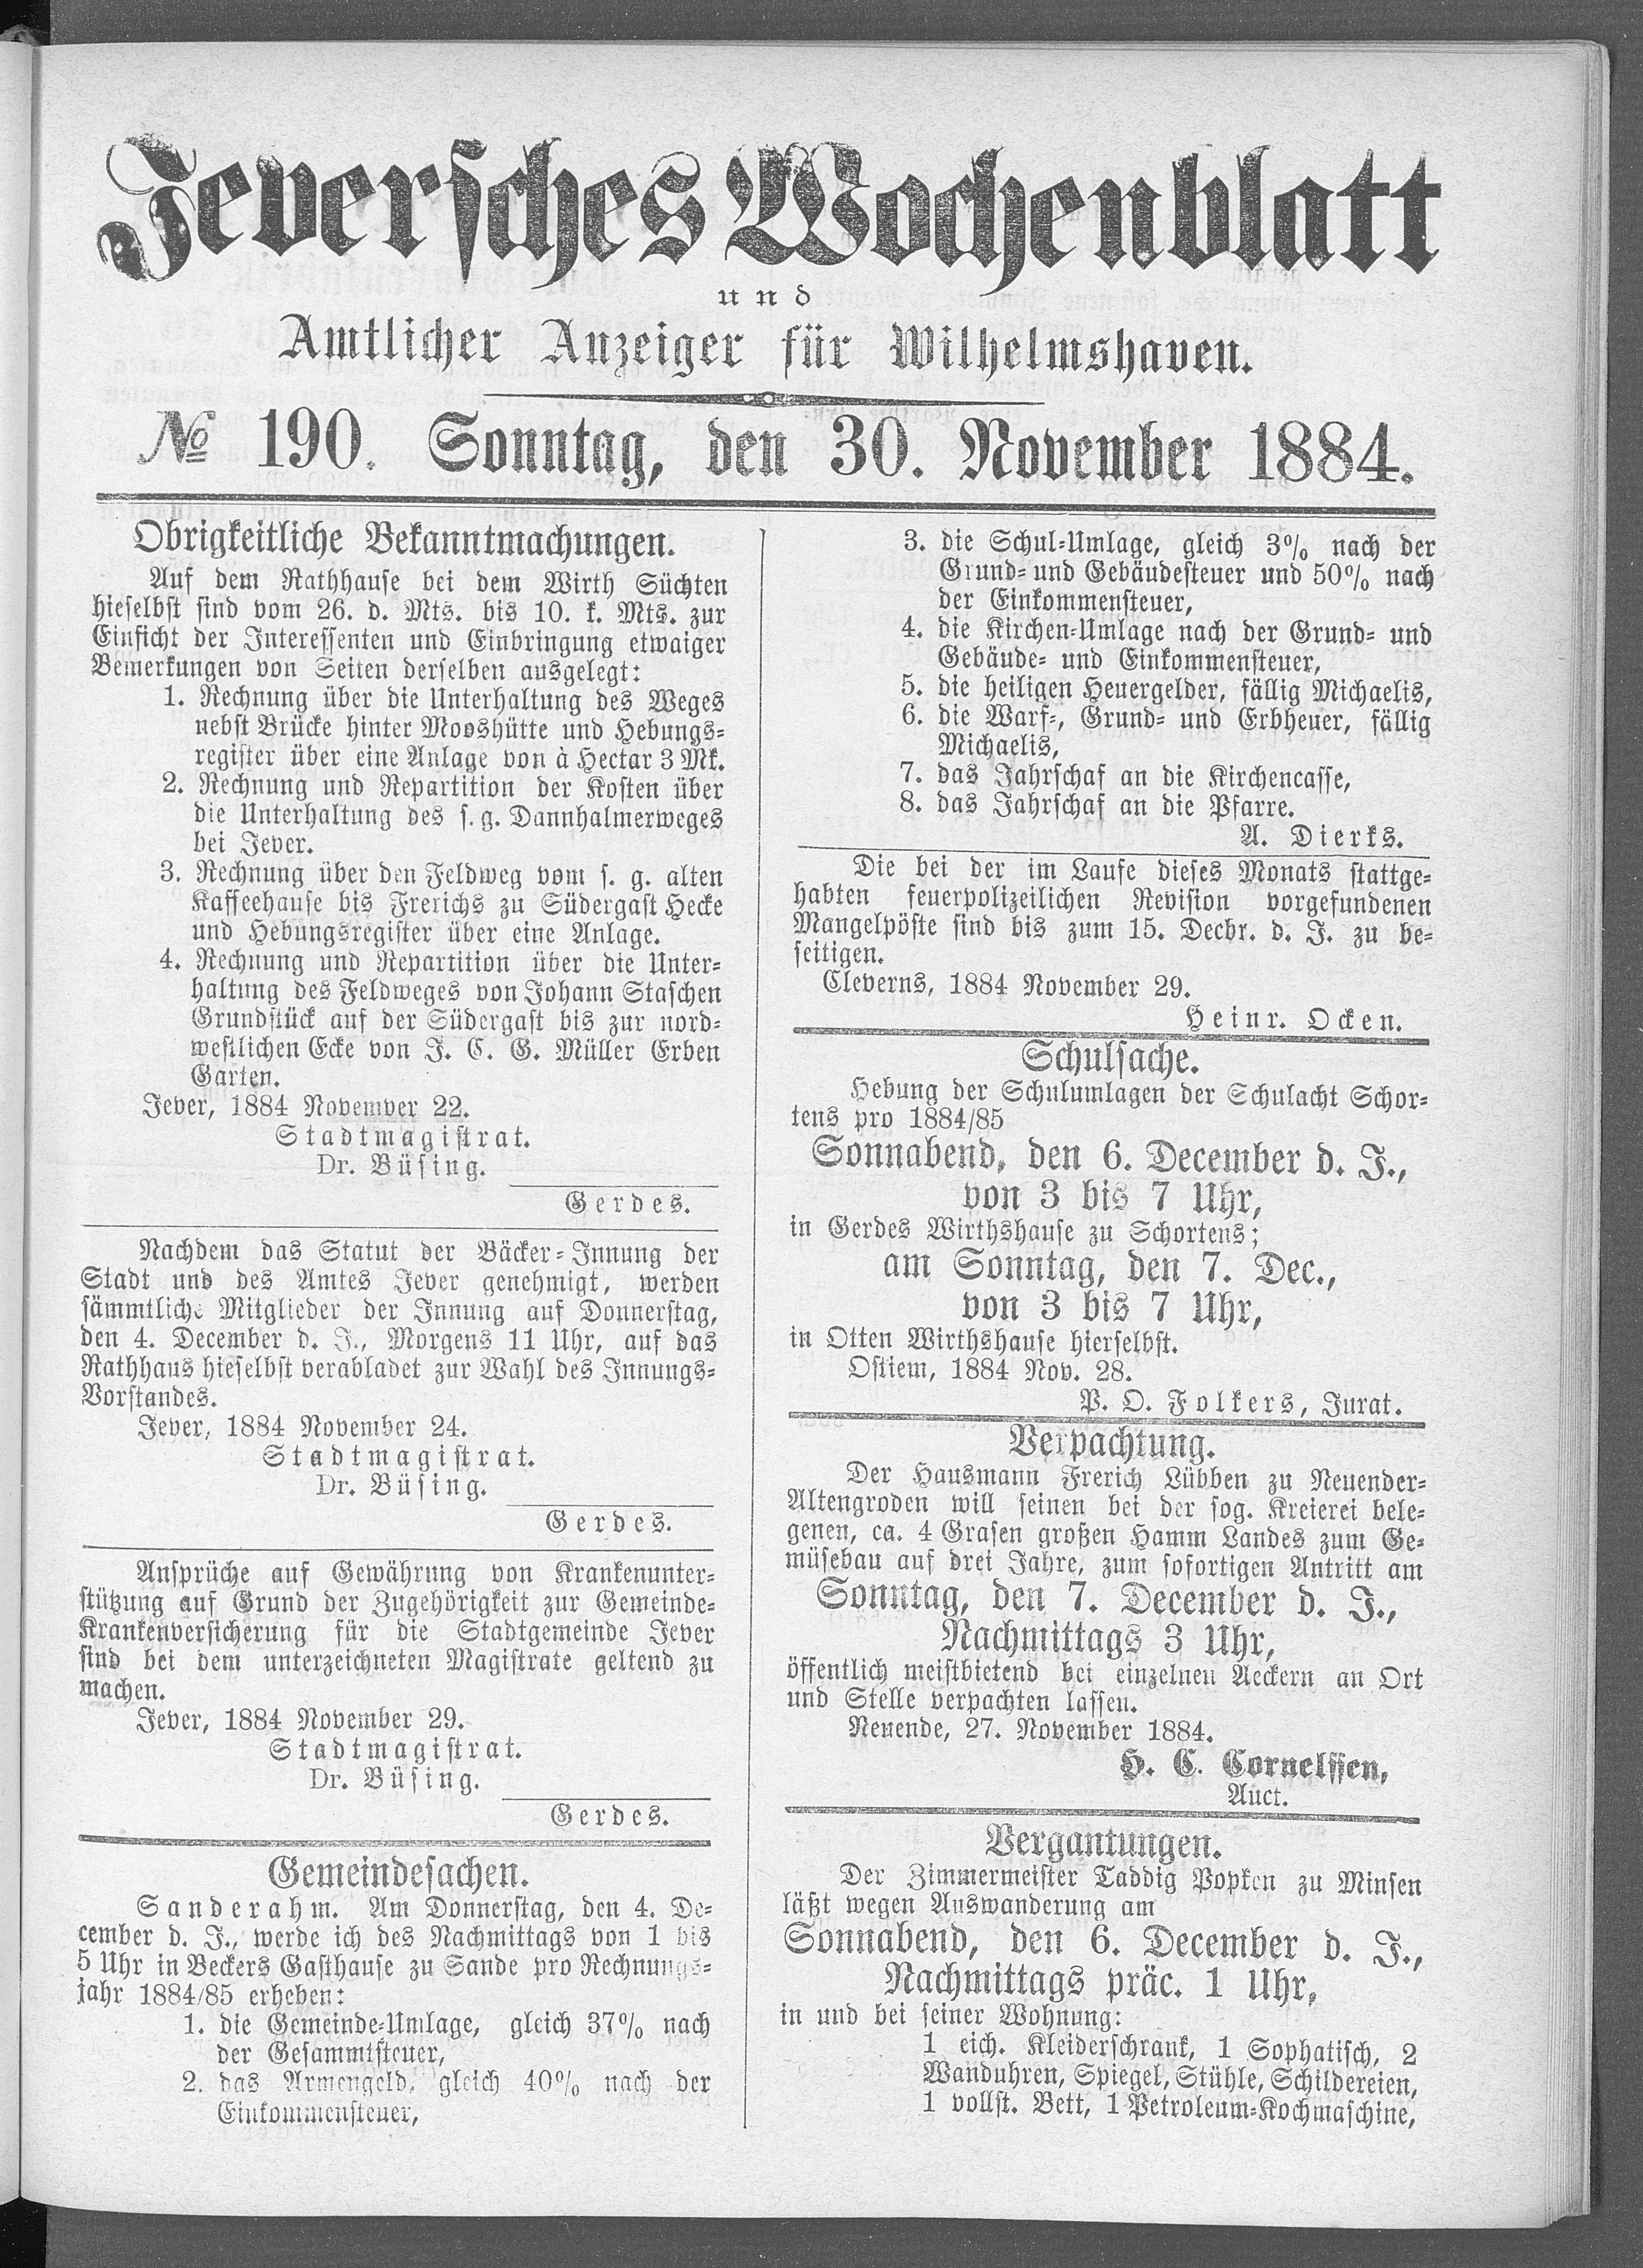 Jeversches Wochenblatt
und
Amtlicher Anzeiger für Wilhelmshaven.
№ 190. Sonntag, den 30. November 1884.
Obrigkeitliche Bekanntmachungen.
Auf dem Rathhause bei dem Wirth Süchten
hieselbst sind vom 26. d. Mts. bis 10. k. Mts. zur
Einsicht der Interessenten und Einbringung etwaiger
Bemerkungen von Seiten derselben ausgelegt:
1. Rechnung über die Unterhaltung des Weges
nebst Brücke hinter Mooshütte und Hebungs-
register über eine Anlage von à Hectar 3 Mk.
2. Rechnung und Repartition der Kosten über
die Unterhaltung des s. g. Dannhalmerweges
bei Jever.
3. Rechnung über den Feldweg vom s. g. alten
Kaffeehause bis Frerichs zu Südergast Hecke
und Hebungsregister über eine Anlage.
4. Rechnung und Repartition über die Unter-
haltung des Feldweges von Johann Staschen
Grundstück auf der Südergast bis zur nord-
westlichen Ecke von J. C. G. Müller Erben
Garten.
Jever, 1884 November 22.
Stadtmagistrat.
Dr. Büsing.
Gerdes.
Nachdem das Statut der Bäcker-Innung der
Stadt und des Amtes Jever genehmigt, werden
sämmtliche Mitglieder der Innung auf Donnerstag,
den 4. December d. J., Morgens 11 Uhr, auf das
Rathhaus hieselbst verabladet zur Wahl des Innungs-
Vorstandes.
Jever, 1884 November 24.
Stadtmagistrat.
Dr. Büsing.
Gerdes.
Ansprüche auf Gewährung von Krankenunter-
stützung auf Grund der Zugehörigkeit zur Gemeinde-
Krankenversicherung für die Stadtgemeinde Jever
sind bei dem unterzeichneten Magistrate geltend zu
machen.
Jever, 1884 November 29.
Stadtmagistrat.
Dr. Büsing.
Gerdes.
Gemeindesachen.
Sanderahm. Am Donnerstag, den 4. De-
cember d. J., werde ich des Nachmittags von 1 bis
5 Uhr in Beckers Gasthause zu Sande pro Rechnungs-
jahr 1884/85 erheben:
1. die Gemeinde-Umlage, gleich 37% nach
der Gesammtsteuer,
2. das Armengeld, gleich 40% nach der
Einkommensteuer,
3. die Schul-Umlage, gleich 3% nach der
Grund- und Gebäudesteuer und 50% nach
der Einkommensteuer,
4. die Kirchen-Umlage nach der Grund- und
Gebäude- und Einkommensteuer,
5. die heiligen Heuergelder, fällig Michaelis,
6. die Warf-, Grund- und Erbheuer, fällig
Michaelis,
7. das Jahrschaf an die Kirchencasse,
8. das Jahrschaf an die Pfarre.
A. Dierks.
Die bei der im Laufe dieses Monats stattge-
habten feuerpolizeilichen Revision vorgefundenen
Mangelpöste sind bis zum 15. Decbr. d. J. zu be-
seitigen.
Cleverns, 1884 November 29.
Heinr. Ocken.
Schulsache.
Hebung der Schulumlagen der Schulacht Schor-
tens pro 1884/85
Sonnabend, den 6. December d. J.,
von 3 bis 7 Uhr,
in Gerdes Wirthshause zu Schortens;
am Sonntag, den 7. Dec.,
von 3 bis 7 Uhr,
in Otten Wirthshause hierselbst.
Ostiem, 1884 Nov. 28.
P. O. Folkers, Jurat.
Verpachtung.
Der Hausmann Frerich Lübben zu Neuender-
Altengroden will seinen bei der sog. Kreierei bele-
genen, ca. 4 Grasen großen Hamm Landes zum Ge-
müsebau auf drei Jahre, zum sofortigen Antritt am
Sonntag, den 7. December d. J.,
Nachmittags 3 Uhr,
öffentlich meistbietend bei einzelnen Aeckern an Ort
und Stelle verpachten lassen.
Neuende, 27. November 1884.
H. C. Cornelssen,
Auct.
Vergantungen.
Der Zimmermeister Taddig Popken zu Minsen
läßt wegen Auswanderung am
Sonnabend, den 6. December d. J.,
Nachmittags präc. 1 Uhr,
in und bei seiner Wohnung:
1 eich. Kleiderschrank, 1 Sophatisch, 2
Wanduhren, Spiegel, Stühle, Schildereien,
1 vollst. Bett, 1 Petroleum-Kochmaschine,